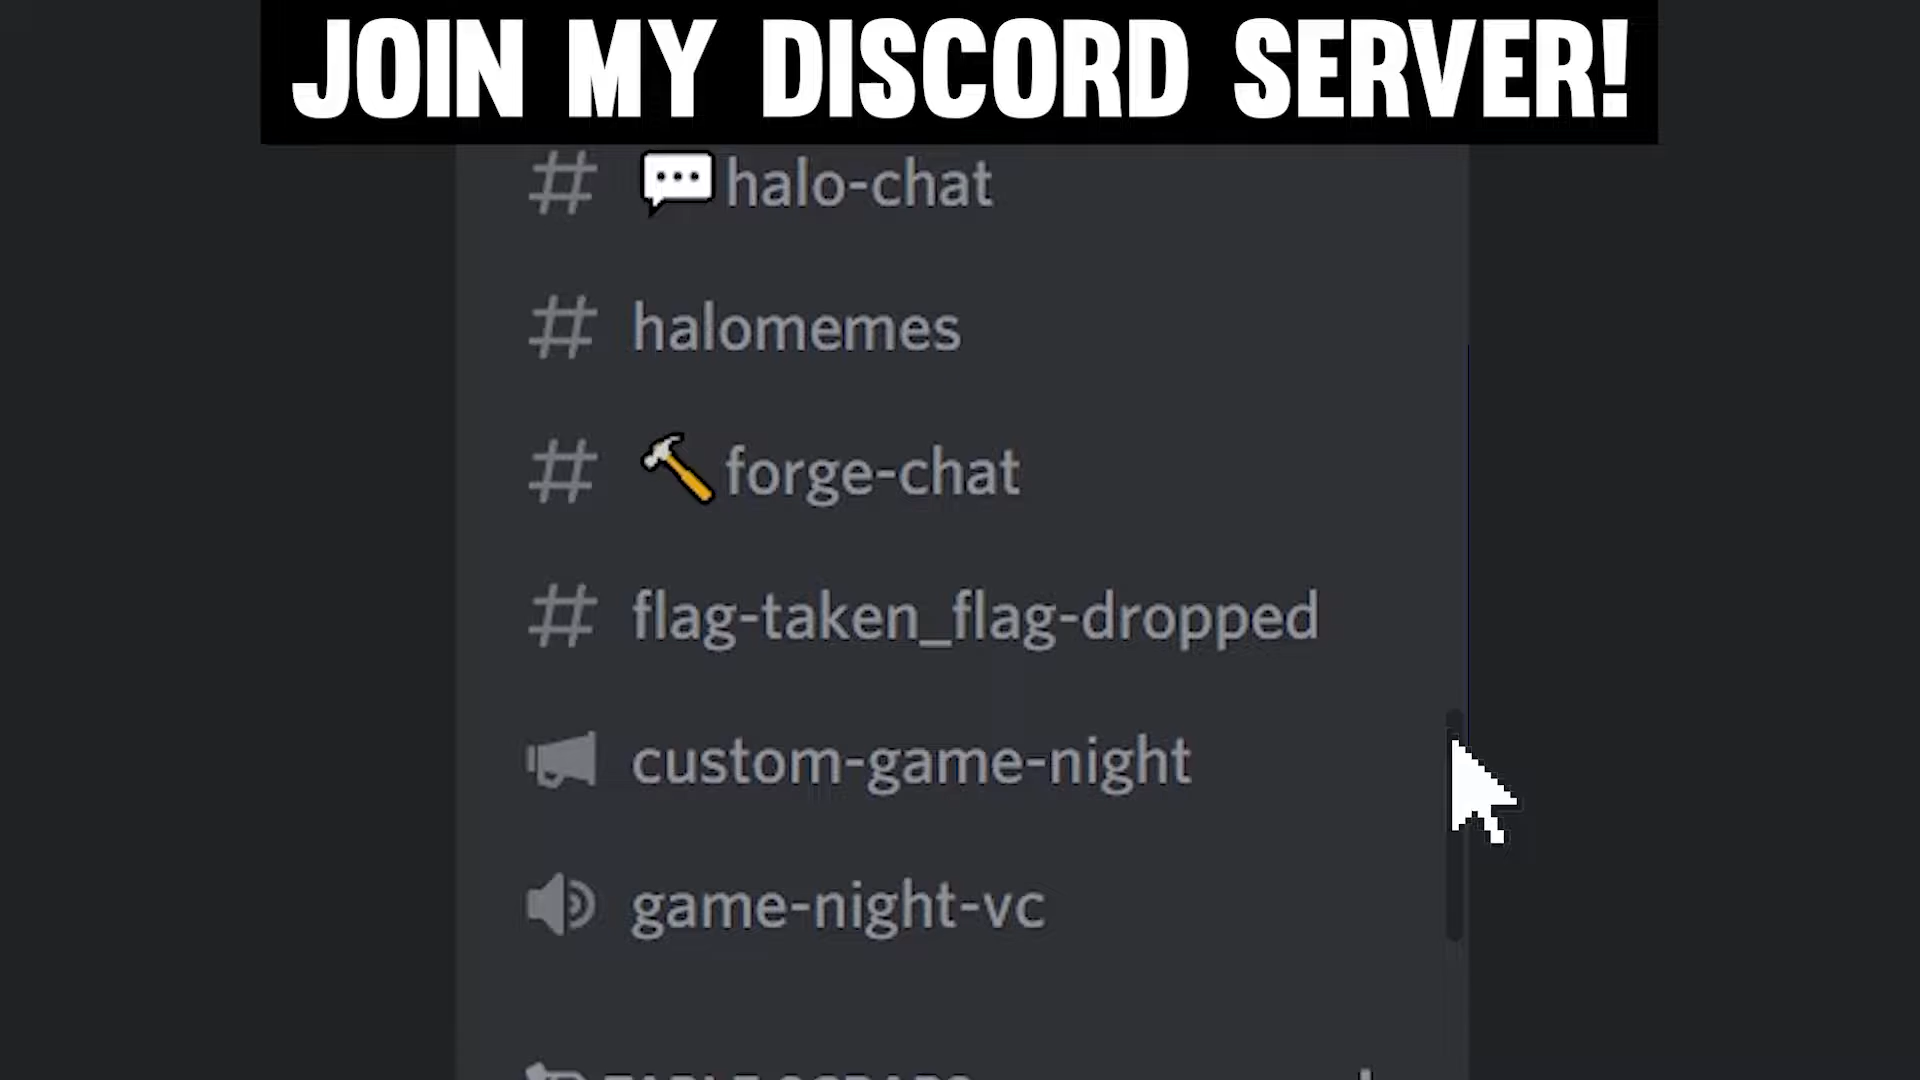 JOIN MY DISCORD SERVER!
# 💬halo-chat
# halomemes
# 🔨forge-chat
# flag-taken_flag-dropped
custom-game-night
game-night-vc